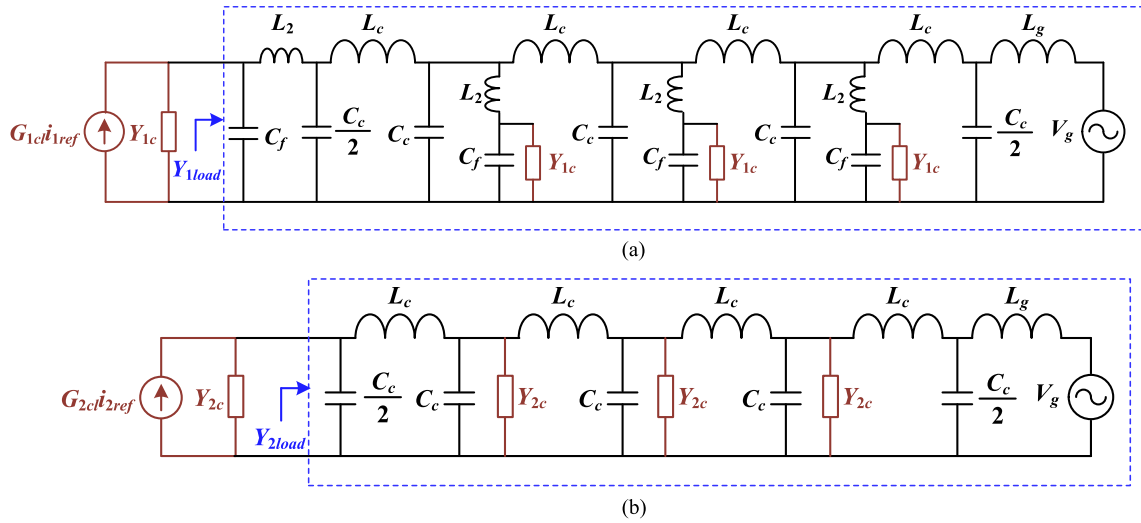 L2 Lc Lc Lc Lc Lg
G1cli1ref Y1c Y1load Cf Cc/2 Cc L2 Cf Y1c Cc L2 Cf Y1c Cc L2 Cf Y1c Cc/2 Vg
(a)
Lc Lc Lc Lc Lg
G2cli2ref Y2c Y2load Cc/2 Cc Y2c Cc Y2c Cc Y2c Cc/2 Vg
(b)